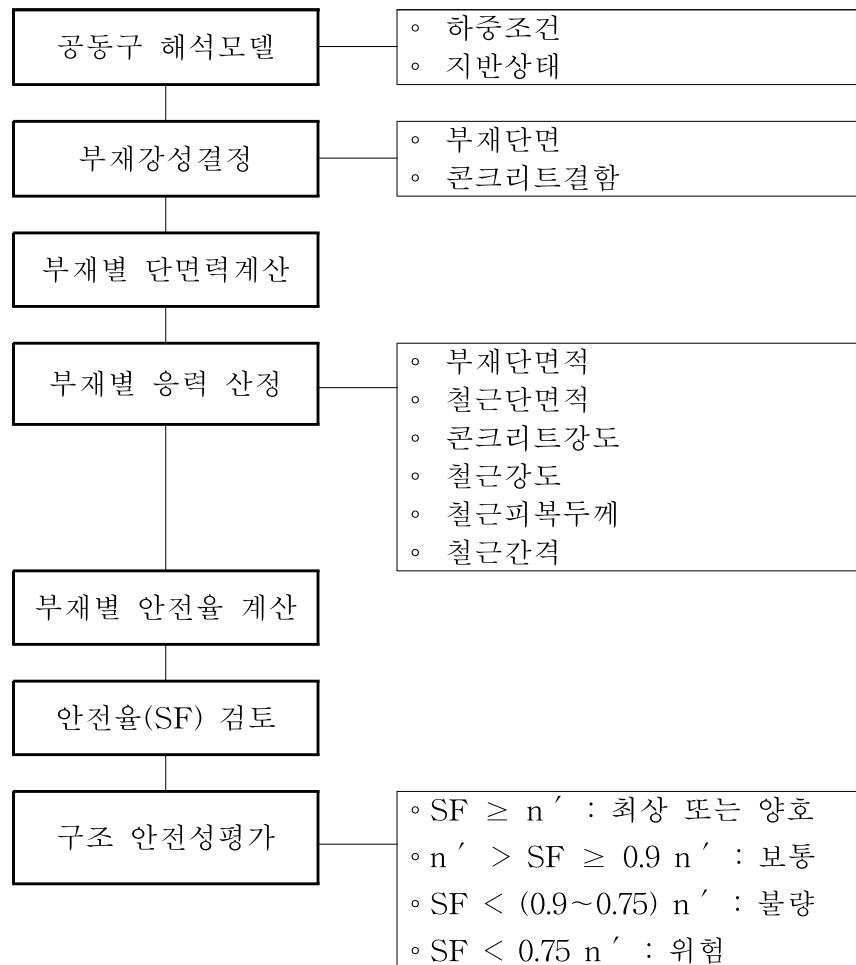 공동구 해석모델
◦ 하중조건
◦ 지반상태
부재강성결정
◦ 부재단면
◦ 콘크리트결함
부재별 단면력계산
부재별 응력 산정
◦ 부재단면적
◦ 철근단면적
◦ 콘크리트강도
◦ 철근강도
◦ 철근피복두께
◦ 철근간격
부재별 안전율 계산
안전율(SF) 검토
구조 안전성평가
◦ SF ≥ n′ : 최상 또는 양호
◦ n′ > SF ≥ 0.9 n′ : 보통
◦ SF < (0.9~0.75) n′ : 불량
◦ SF < 0.75 n′ : 위험